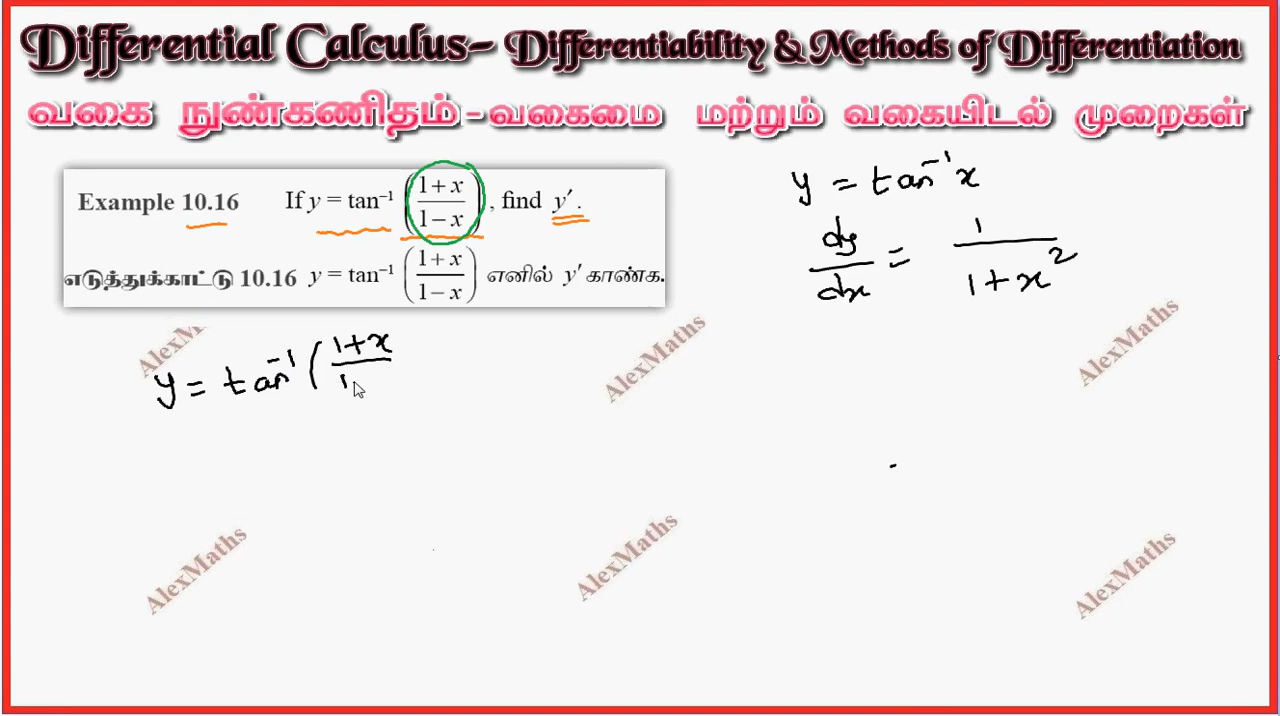 Differential Calculus- Differentiability & Methods of Differentiation
வகை நுண்கணிதம் - வகைமை மற்றும் வகையிடல் முறைகள்
Example 10.16 If y = tan⁻¹ ((1 + x)/(1 − x)), find y′.
எடுத்துக்காட்டு 10.16 y = tan⁻¹ ((1 + x)/(1 − x)) எனில் y′ காண்க.
y = tan⁻¹ x
dy/dx = 1/(1+x²)
y = tan⁻¹ ((1+x)/1
AlexMaths
AlexMaths
AlexMaths
AlexMaths
AlexMaths
AlexMaths